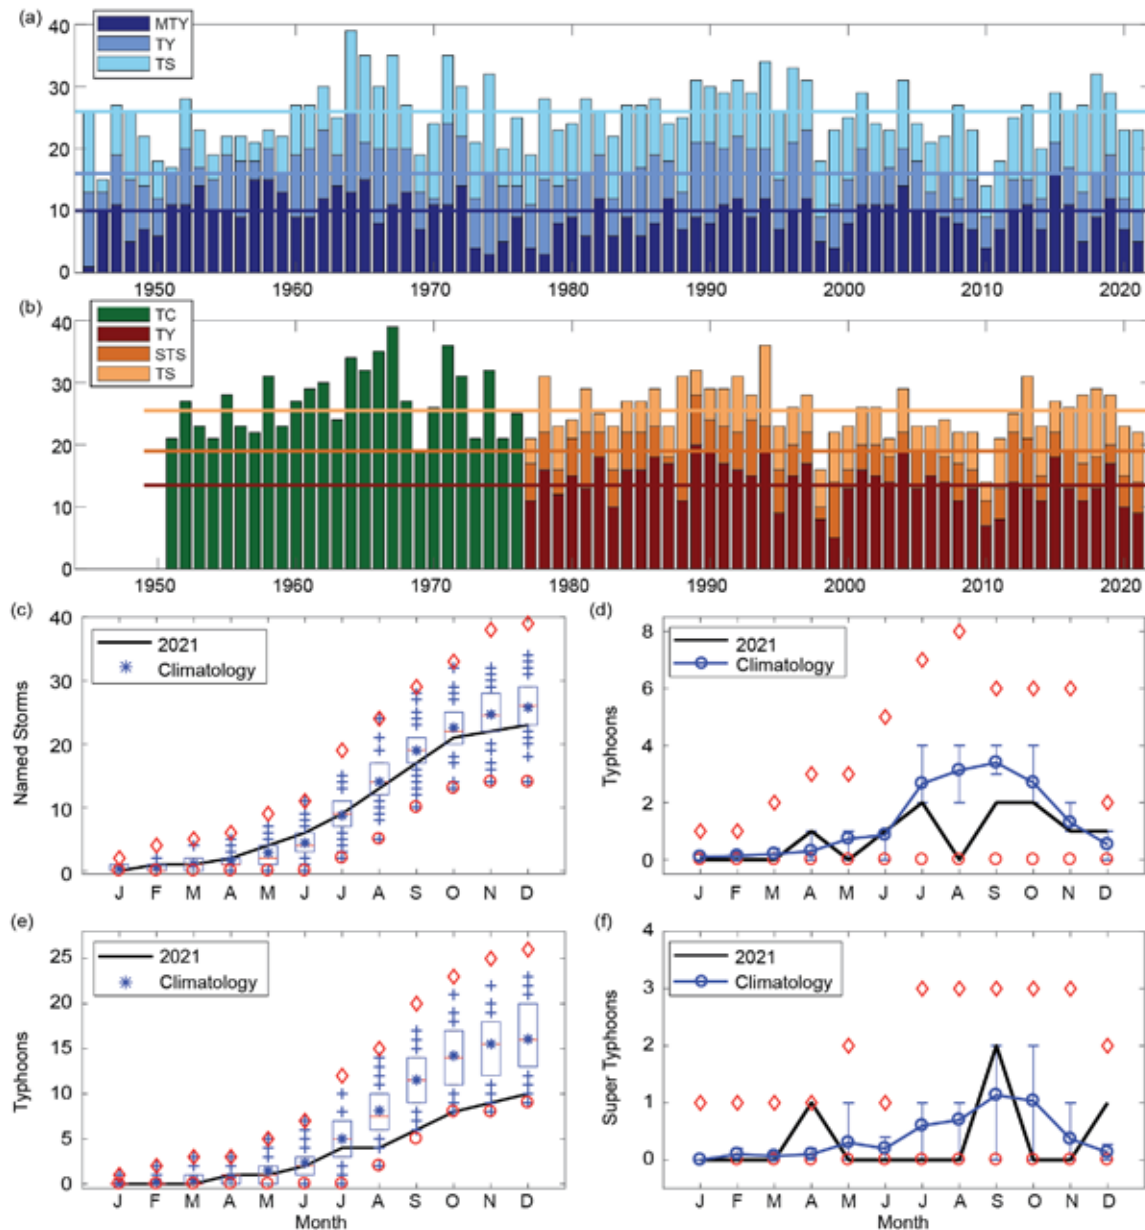 (a)
MTY
TY
TS
40
30
20
10
0
1950 1960 1970 1980 1990 2000 2010 2020
(b)
TC
TY
STS
TS
40
30
20
10
0
1950 1960 1970 1980 1990 2000 2010 2020
(c)
2021
Climatology
Named Storms
40
30
20
10
0
J F M A M J J A S O N D
(d)
2021
Climatology
Typhoons
8
6
4
2
0
J F M A M J J A S O N D
(e)
2021
Climatology
Typhoons
25
20
15
10
5
0
J F M A M J J A S O N D
Month
(f)
2021
Climatology
Super Typhoons
4
3
2
1
0
J F M A M J J A S O N D
Month